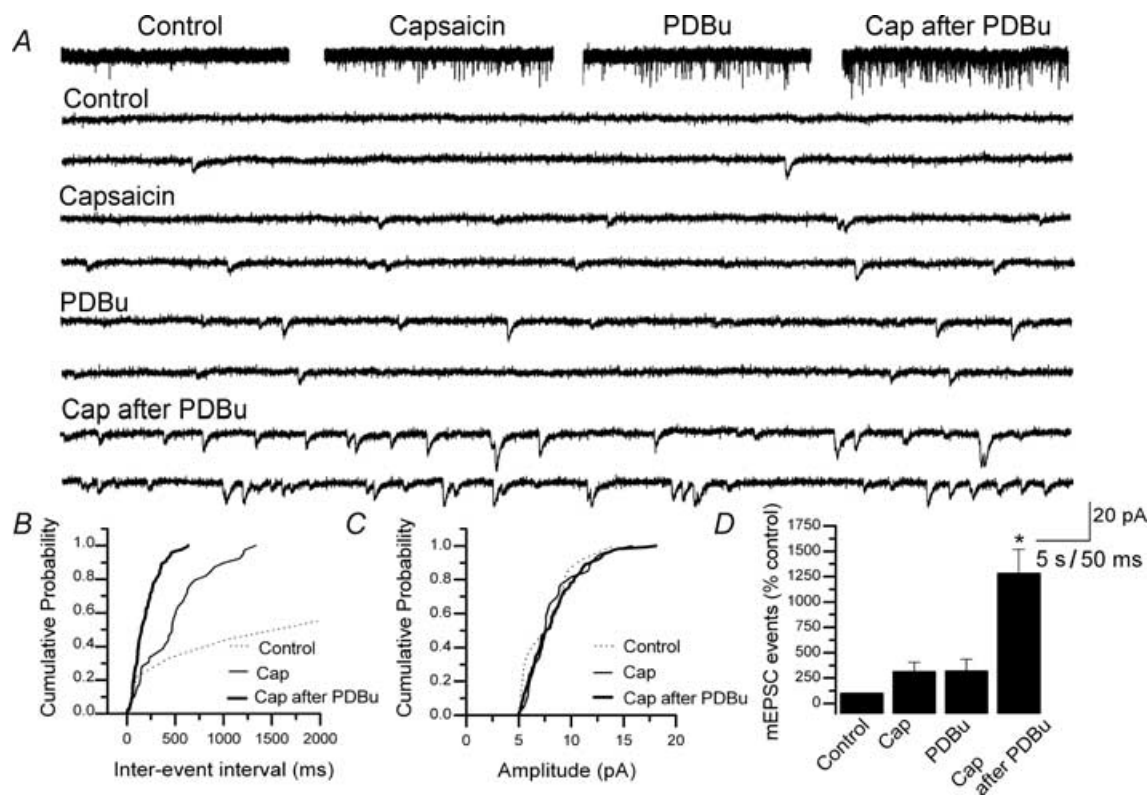 A
Control Capsaicin PDBu Cap after PDBu
Control
Capsaicin
PDBu
Cap after PDBu
B
Cumulative Probability
1.0
0.8
0.6
0.4
0.2
0.0
Control
Cap
Cap after PDBu
0 500 1000 1500 2000
Inter-event interval (ms)
C
Cumulative Probability
1.0
0.8
0.6
0.4
0.2
0.0
Control
Cap
Cap after PDBu
0 5 10 15 20
Amplitude (pA)
D
mEPSC events (% control)
1750
1500
1250
1000
750
500
250
0
*
20 pA
5 s/50 ms
Control
Cap
PDBu
Cap
after PDBu